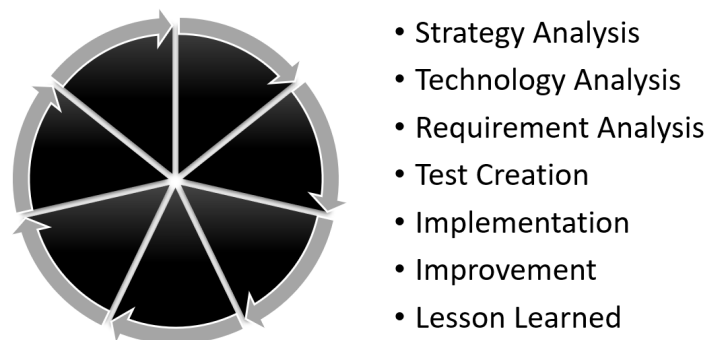 • Strategy Analysis
• Technology Analysis
• Requirement Analysis
• Test Creation
• Implementation
• Improvement
• Lesson Learned